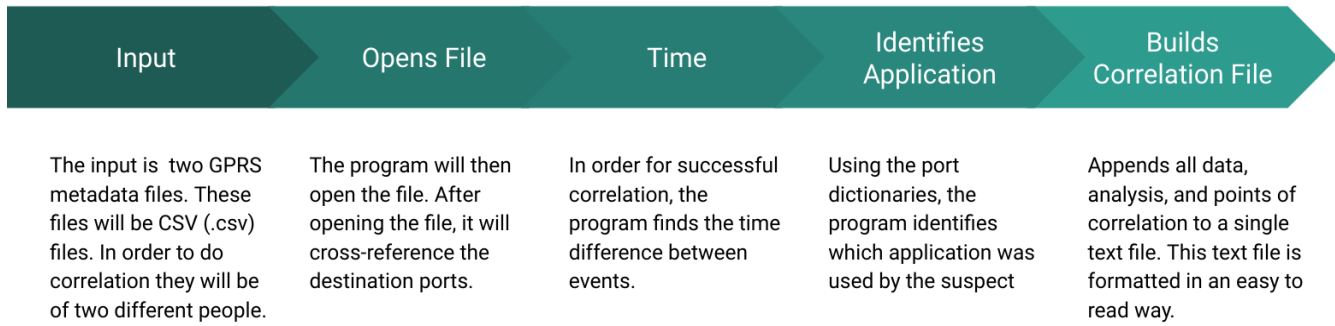 Input
Opens File
Time
Identifies
Application
Builds
Correlation File
The input is  two GPRS
metadata files. These
files will be CSV (.csv)
files. In order to do
correlation they will be
of two different people.
The program will then
open the file. After
opening the file, it will
cross-reference the
destination ports.
In order for successful
correlation, the
program finds the time
difference between
events.
Using the port
dictionaries, the
program identifies
which application was
used by the suspect
Appends all data,
analysis, and points of
correlation to a single
text file. This text file is
formatted in an easy to
read way.